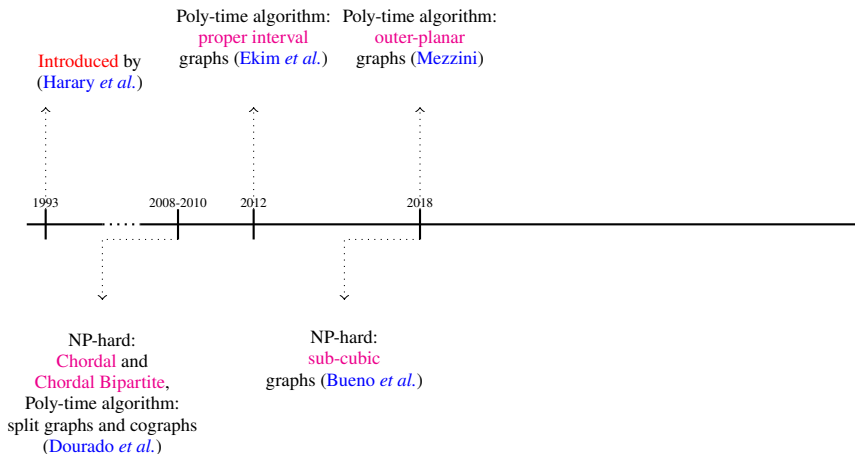 Poly-time algorithm:
proper interval
graphs (Ekim et al.)
Poly-time algorithm:
outer-planar
graphs (Mezzini)
Introduced by
(Harary et al.)
1993
2008-2010
2012
2018
NP-hard:
Chordal and
Chordal Bipartite,
Poly-time algorithm:
split graphs and cographs
(Dourado et al.)
NP-hard:
sub-cubic
graphs (Bueno et al.)